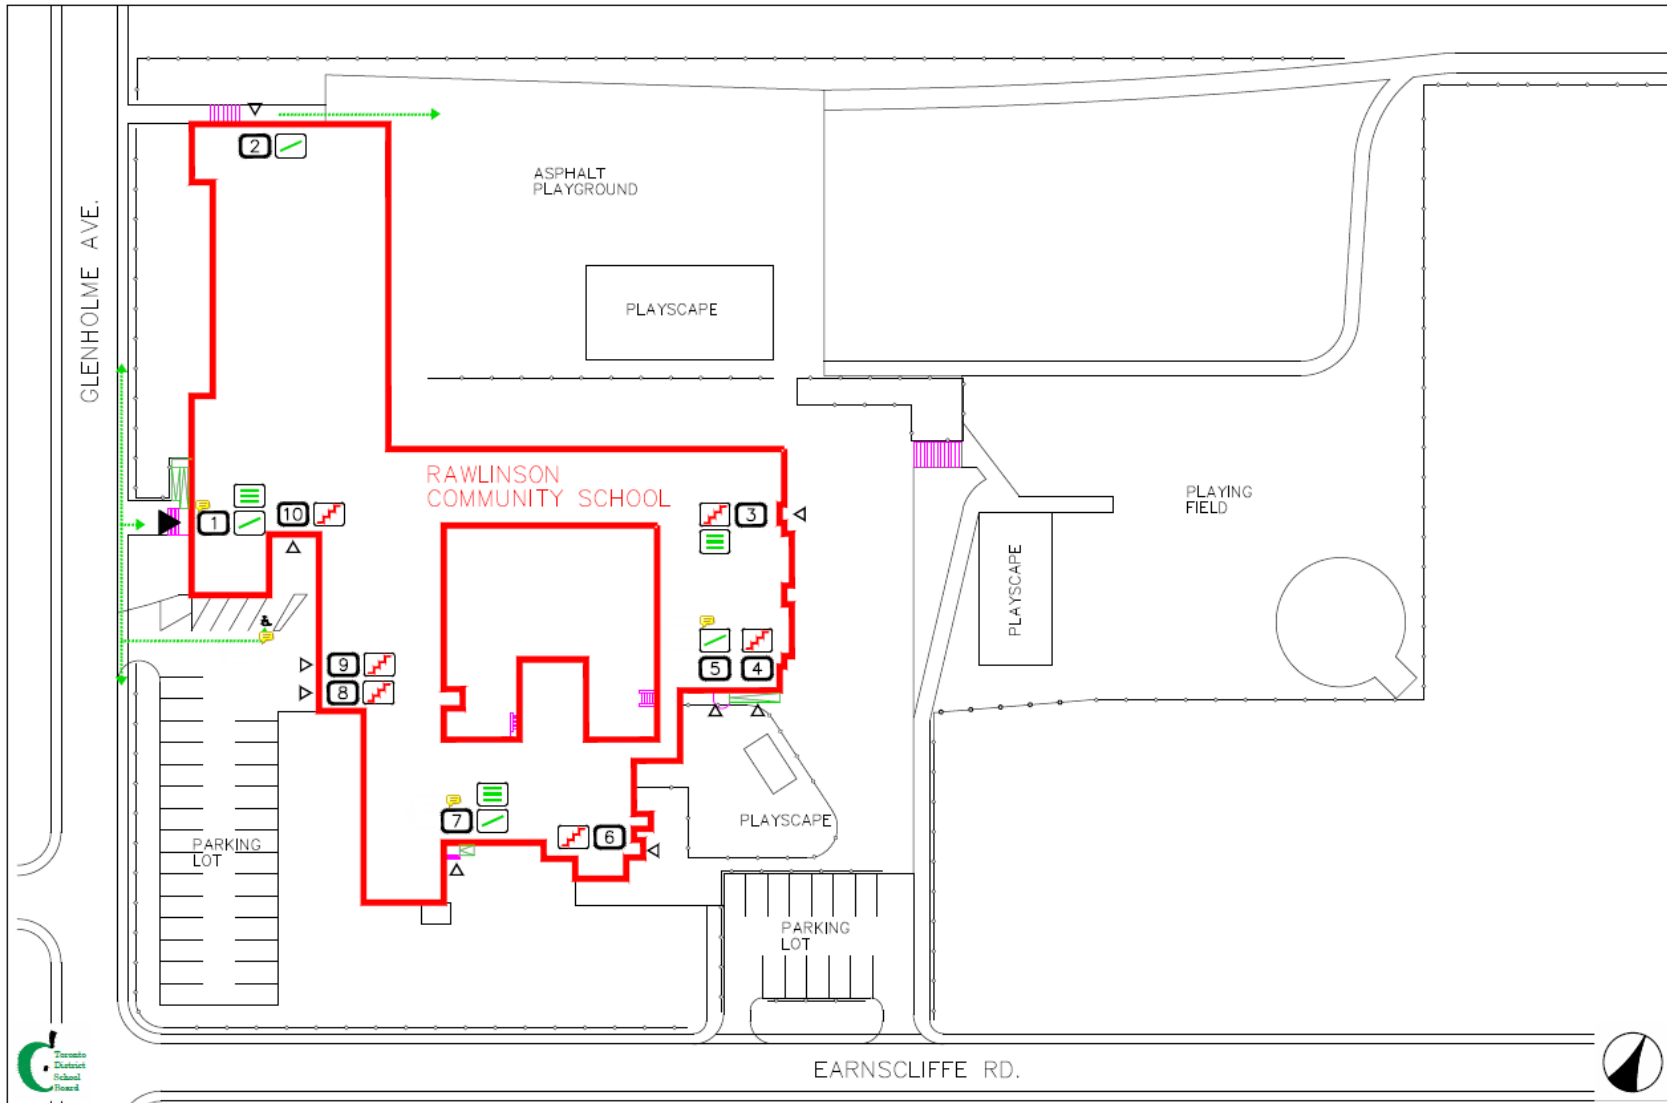 2
ASPHALT
PLAYGROUND
GLENHOLME AVE.
PLAYSCAPE
RAWLINSON
COMMUNITY SCHOOL
1
10
3
PLAYING
FIELD
PLAYSCAPE
9
8
5
4
7
6
PLAYSCAPE
PARKING
LOT
PARKING
LOT
Toronto
District
School
Board
EARNSCLIFFE RD.